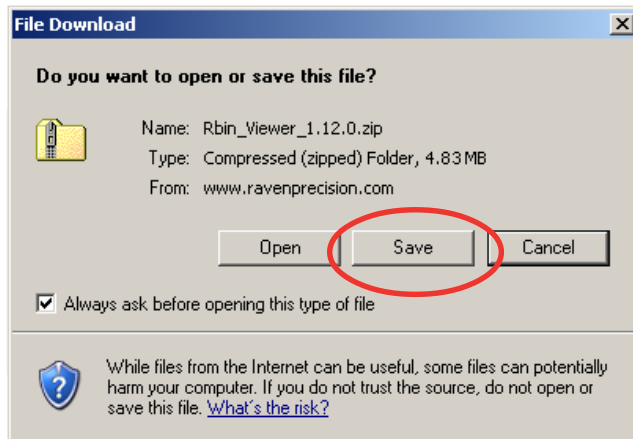 File Download
Do you want to open or save this file?
Name: Rbin_Viewer_1.12.0.zip
Type: Compressed (zipped) Folder, 4.83 MB
From: www.ravenprecision.com
Open Save Cancel
Always ask before opening this type of file
While files from the Internet can be useful, some files can potentially
harm your computer. If you do not trust the source, do not open or
save this file. What's the risk?